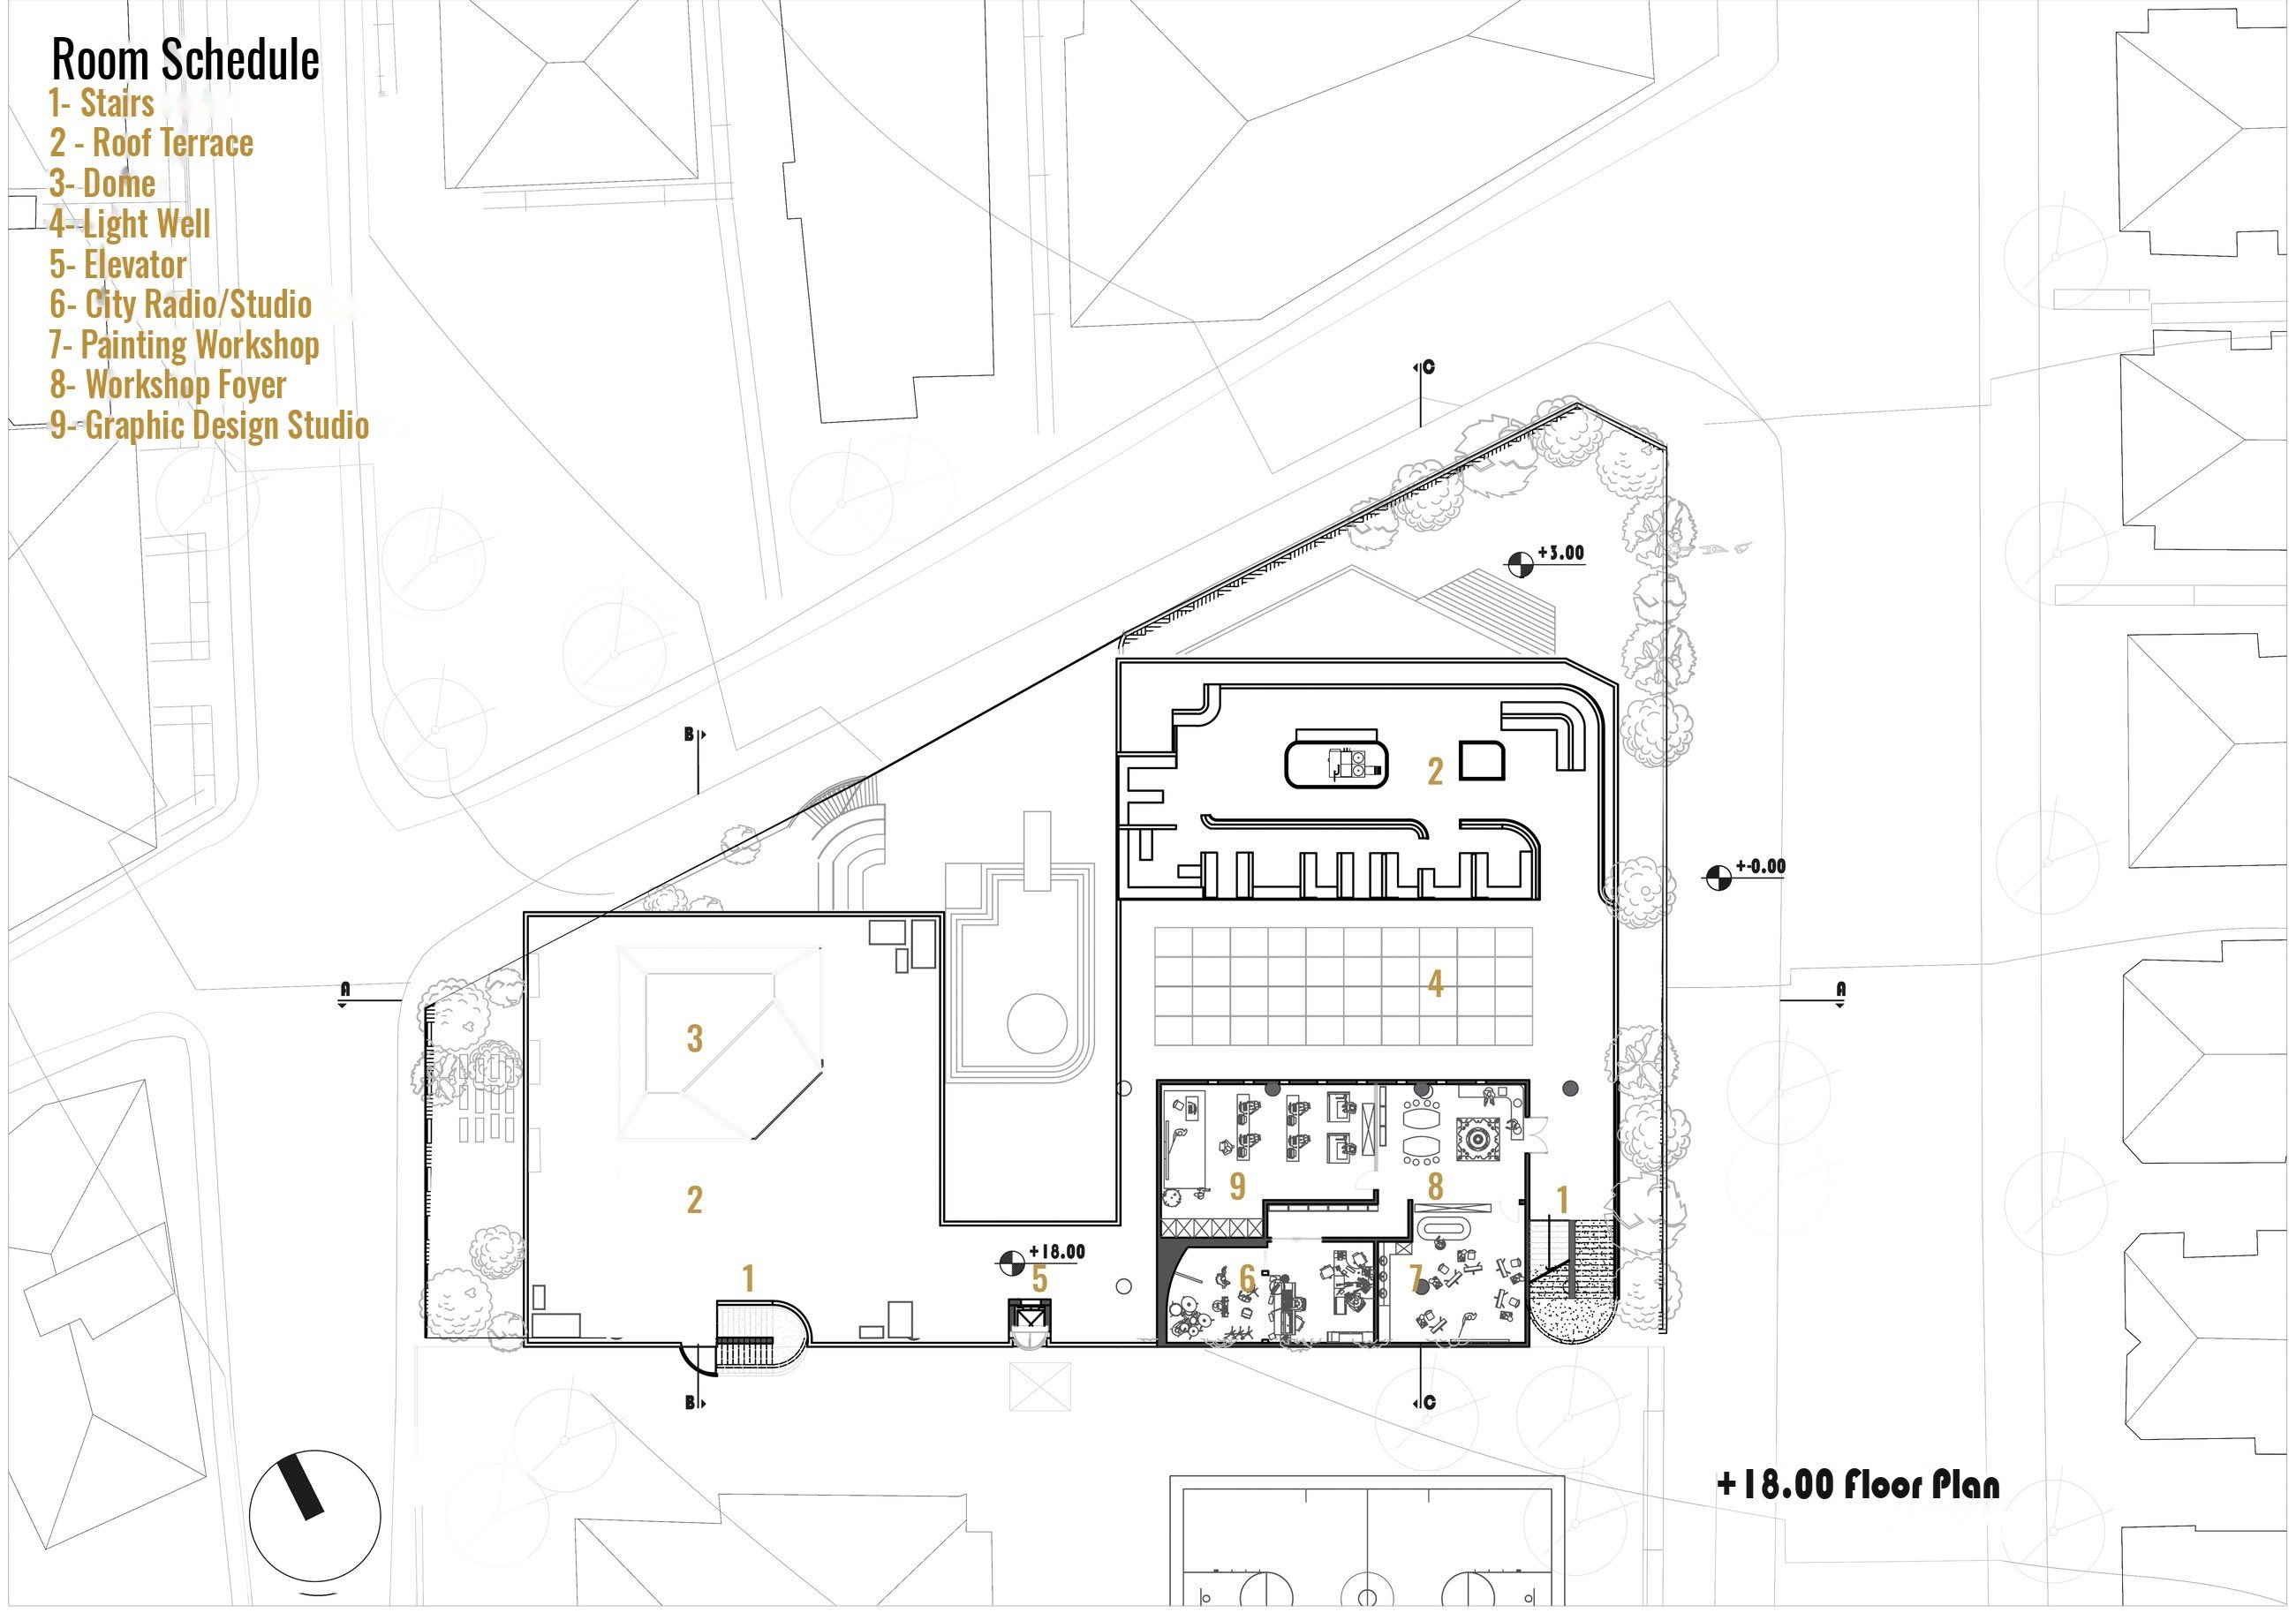 Room Schedule
1- Stairs
2 - Roof Terrace
3- Dome
4- Light Well
5- Elevator
6- City Radio/Studio
7- Painting Workshop
8- Workshop Foyer
9- Graphic Design Studio
C
+3.00
B
2
+-0.00
A
4
A
3
9
8
1
2
+18.00
1
5
6
7
B
C
+18.00 Floor Plan